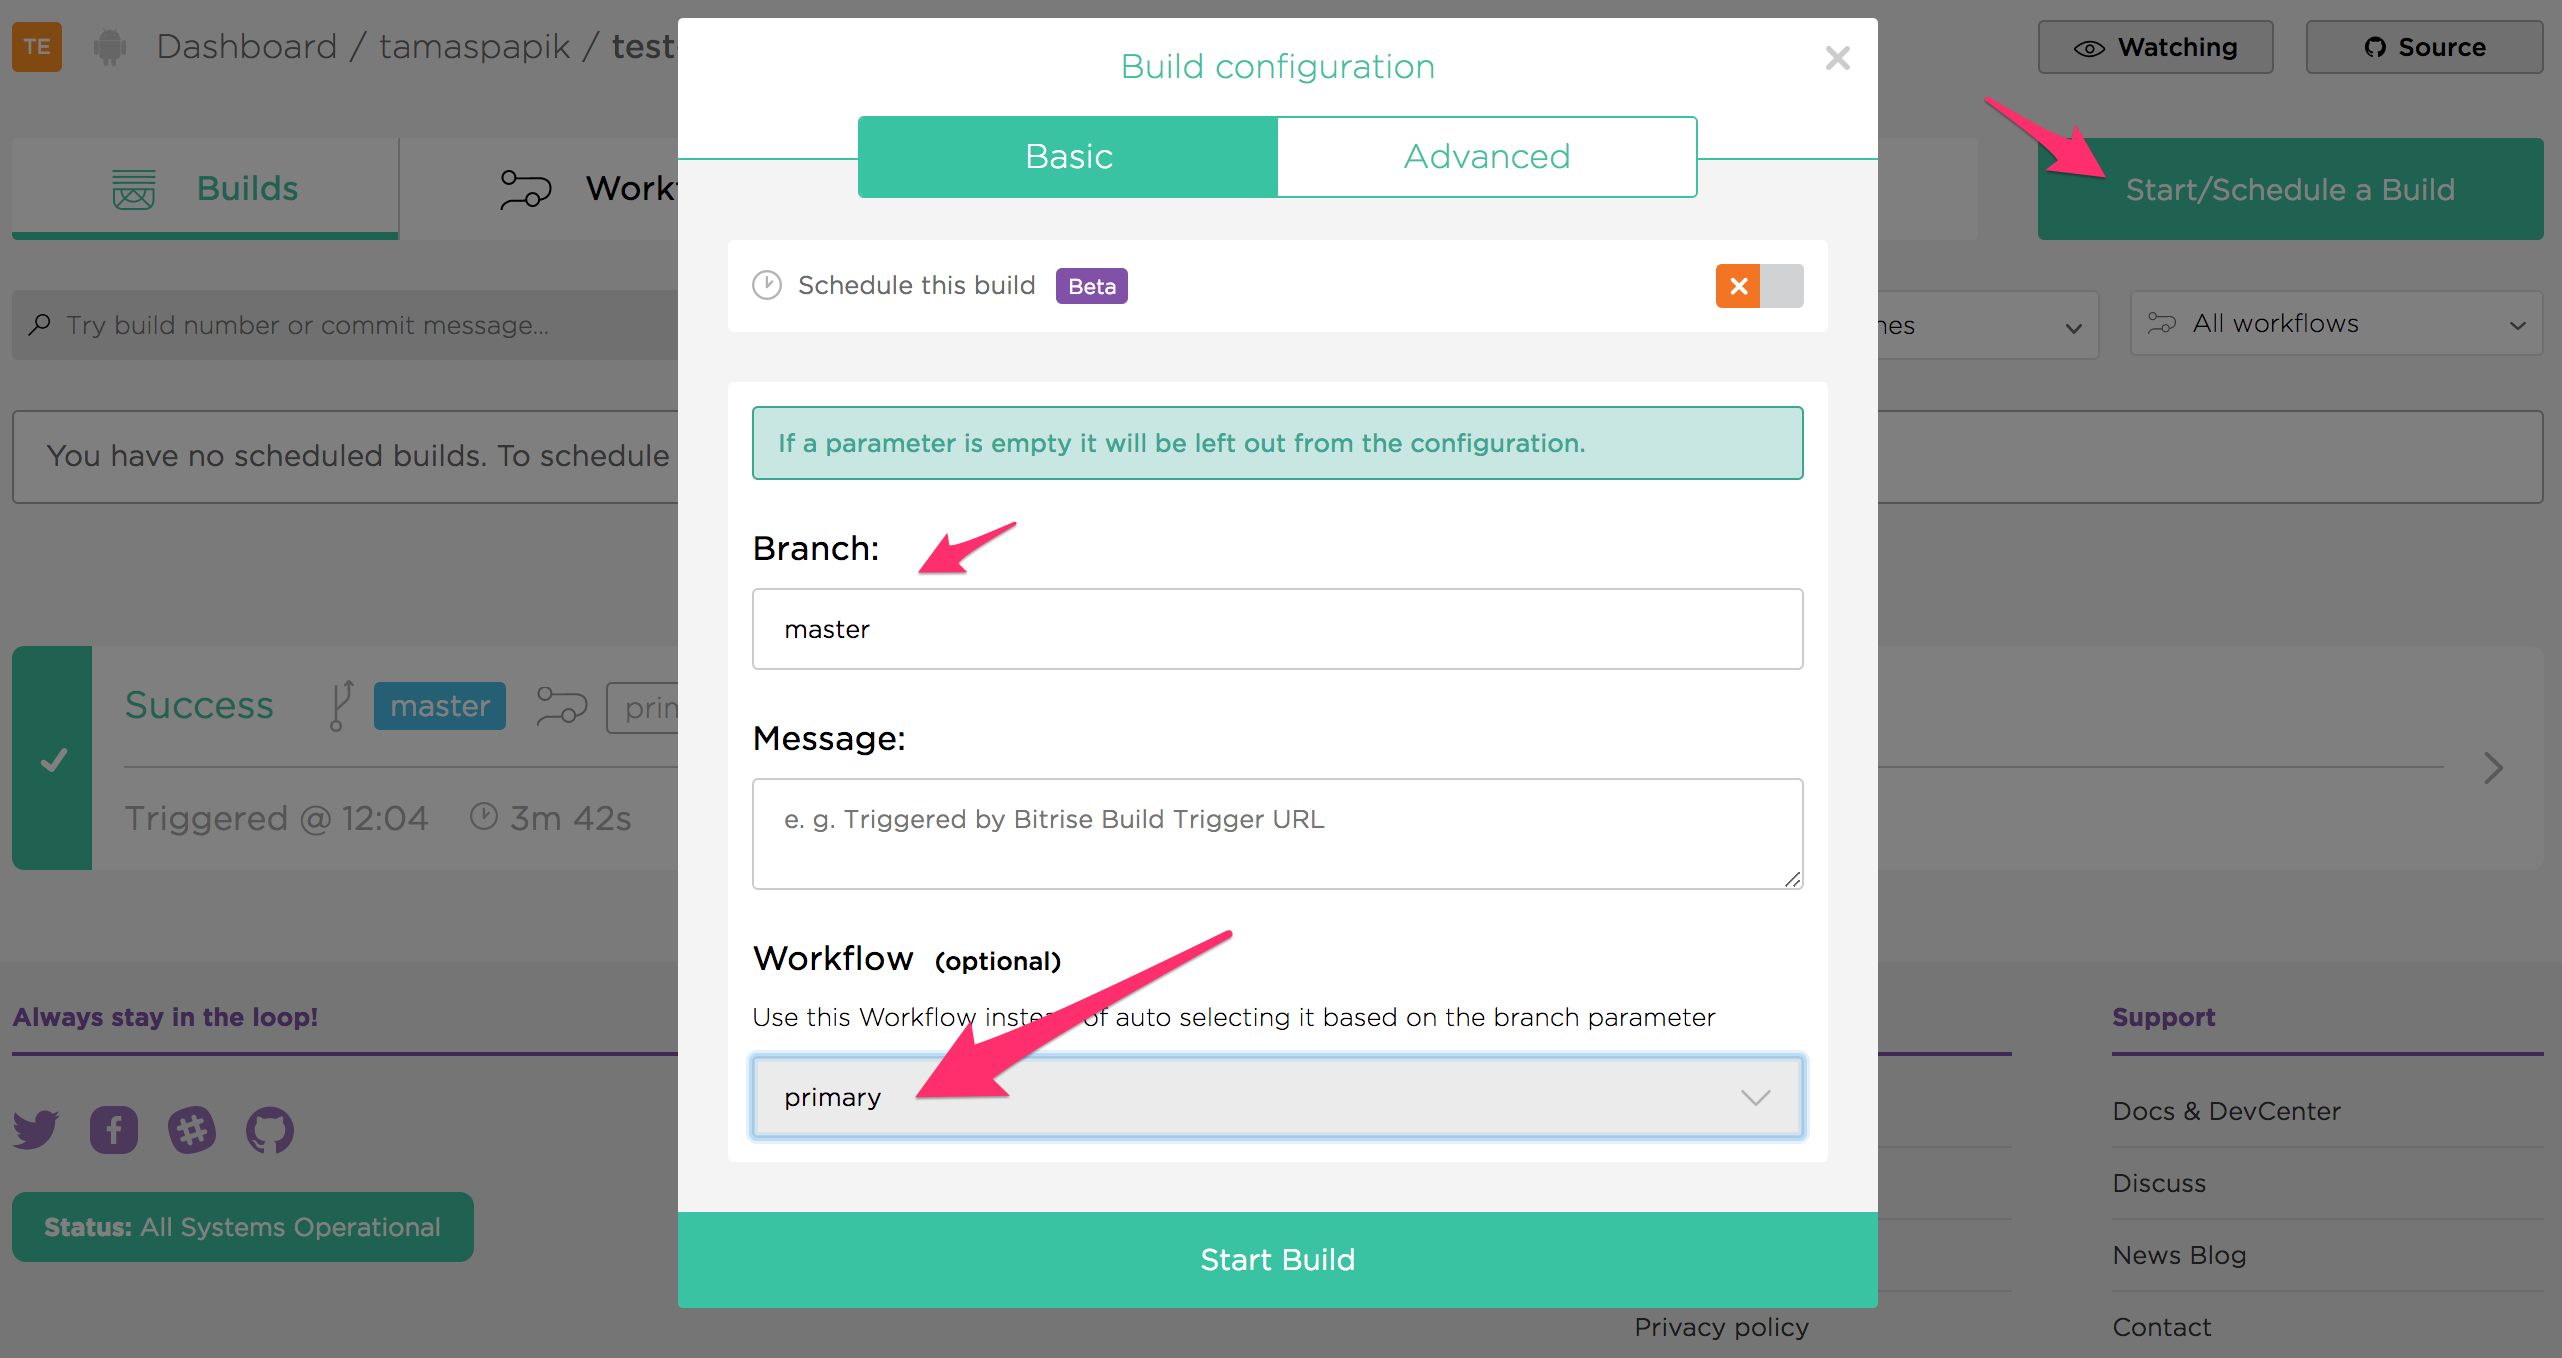 TE Dashboard / tamaspapik / test-
Watching
Source
Builds
Workf
Start/Schedule a Build
Try build number or commit message...
nes
All workflows
You have no scheduled builds. To schedule
Success master prin
Triggered @ 12:04 3m 42s
Always stay in the loop!
Status: All Systems Operational
Build configuration
Basic
Advanced
Schedule this build Beta
If a parameter is empty it will be left out from the configuration.
Branch:
master
Message:
e. g. Triggered by Bitrise Build Trigger URL
Workflow (optional)
Use this Workflow instead of auto selecting it based on the branch parameter
primary
Start Build
Privacy policy
Support
Docs & DevCenter
Discuss
News Blog
Contact